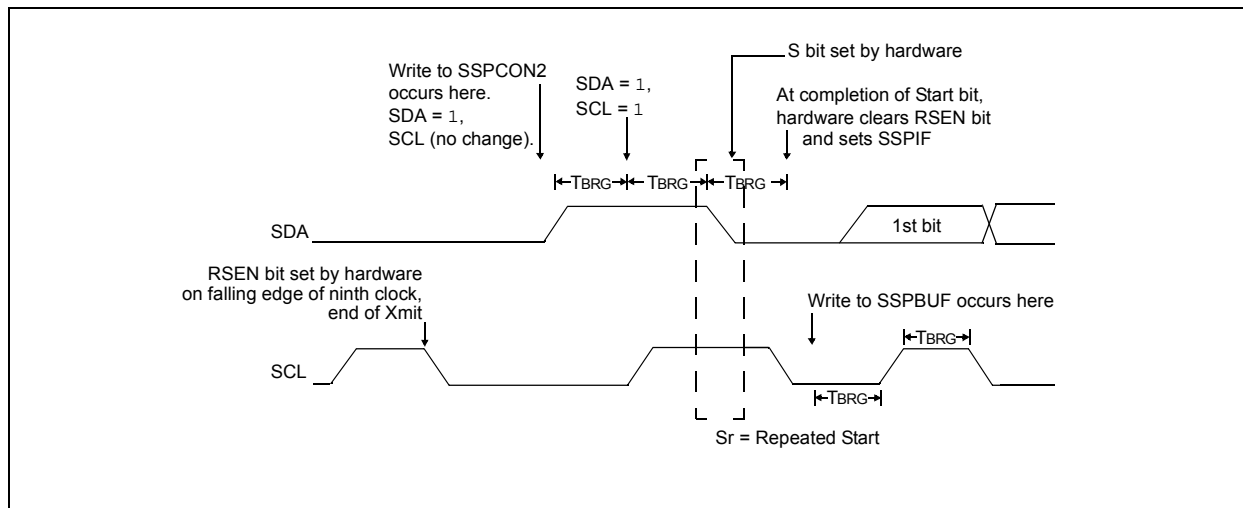 S bit set by hardware
Write to SSPCON2
occurs here.
SDA = 1,
SCL (no change).
SDA = 1,
SCL = 1
At completion of Start bit,
hardware clears RSEN bit
and sets SSPIF
TBRG
TBRG
TBRG
SDA
1st bit
RSEN bit set by hardware
on falling edge of ninth clock,
end of Xmit
Write to SSPBUF occurs here
TBRG
SCL
TBRG
Sr = Repeated Start